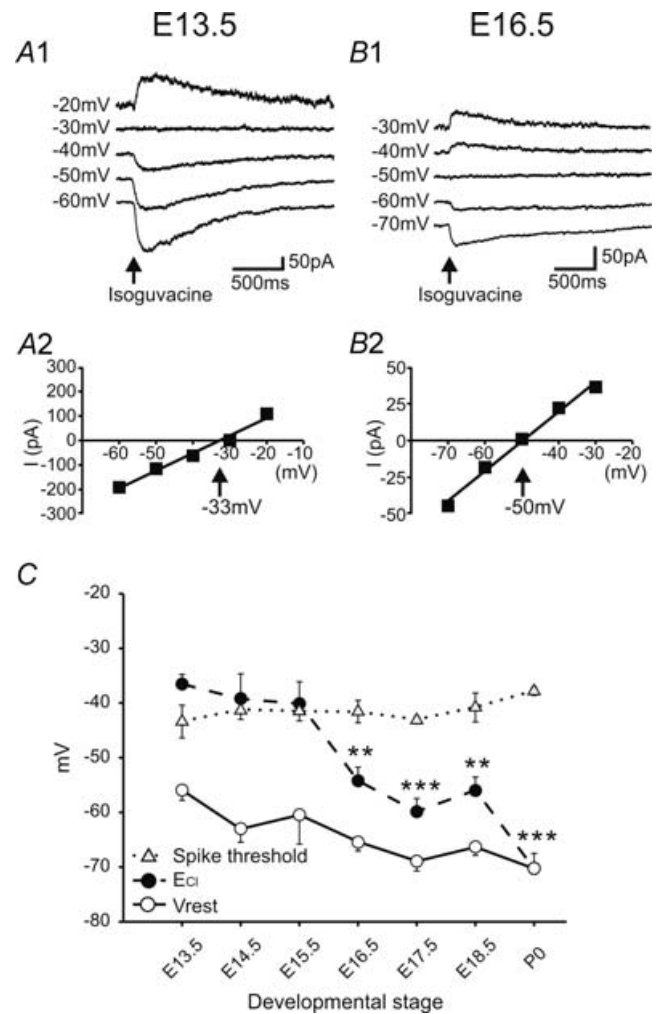 E13.5 E16.5
A1 B1
-20mV
-30mV
-40mV
-50mV
-60mV
Isoguvacine
50pA
500ms
-30mV
-40mV
-50mV
-60mV
-70mV
Isoguvacine
50pA
500ms
A2
I (pA)
300
200
100
0
-100
-200
-300
-60 -50 -40 -30 -20 -10
(mV)
-33mV
B2
I (pA)
50
25
0
-25
-50
-70 -60 -50 -40 -30 -20
(mV)
-50mV
C
mV
-20
-30
-40
-50
-60
-70
-80
** *** ** ***
Spike threshold
ECl
Vrest
E13.5 E14.5 E15.5 E16.5 E17.5 E18.5 P0
Developmental stage